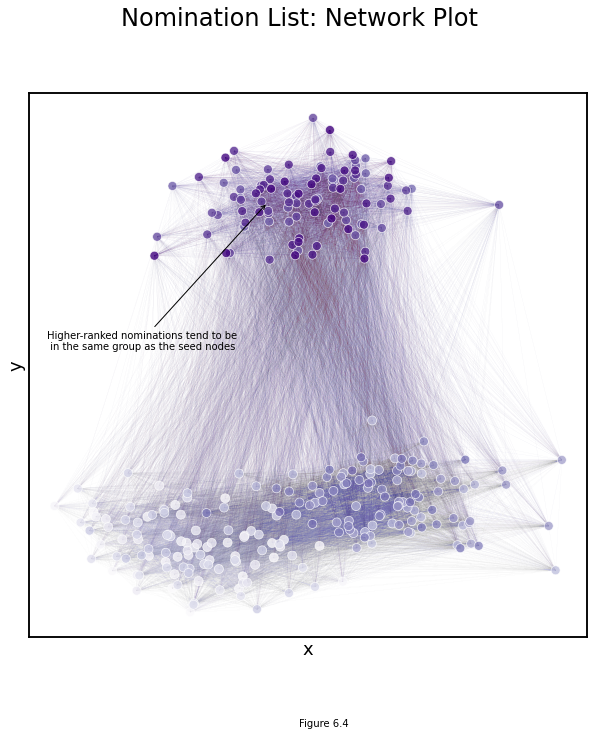 Nomination List: Network Plot
Higher-ranked nominations tend to be
in the same group as the seed nodes
y
x
Figure 6.4